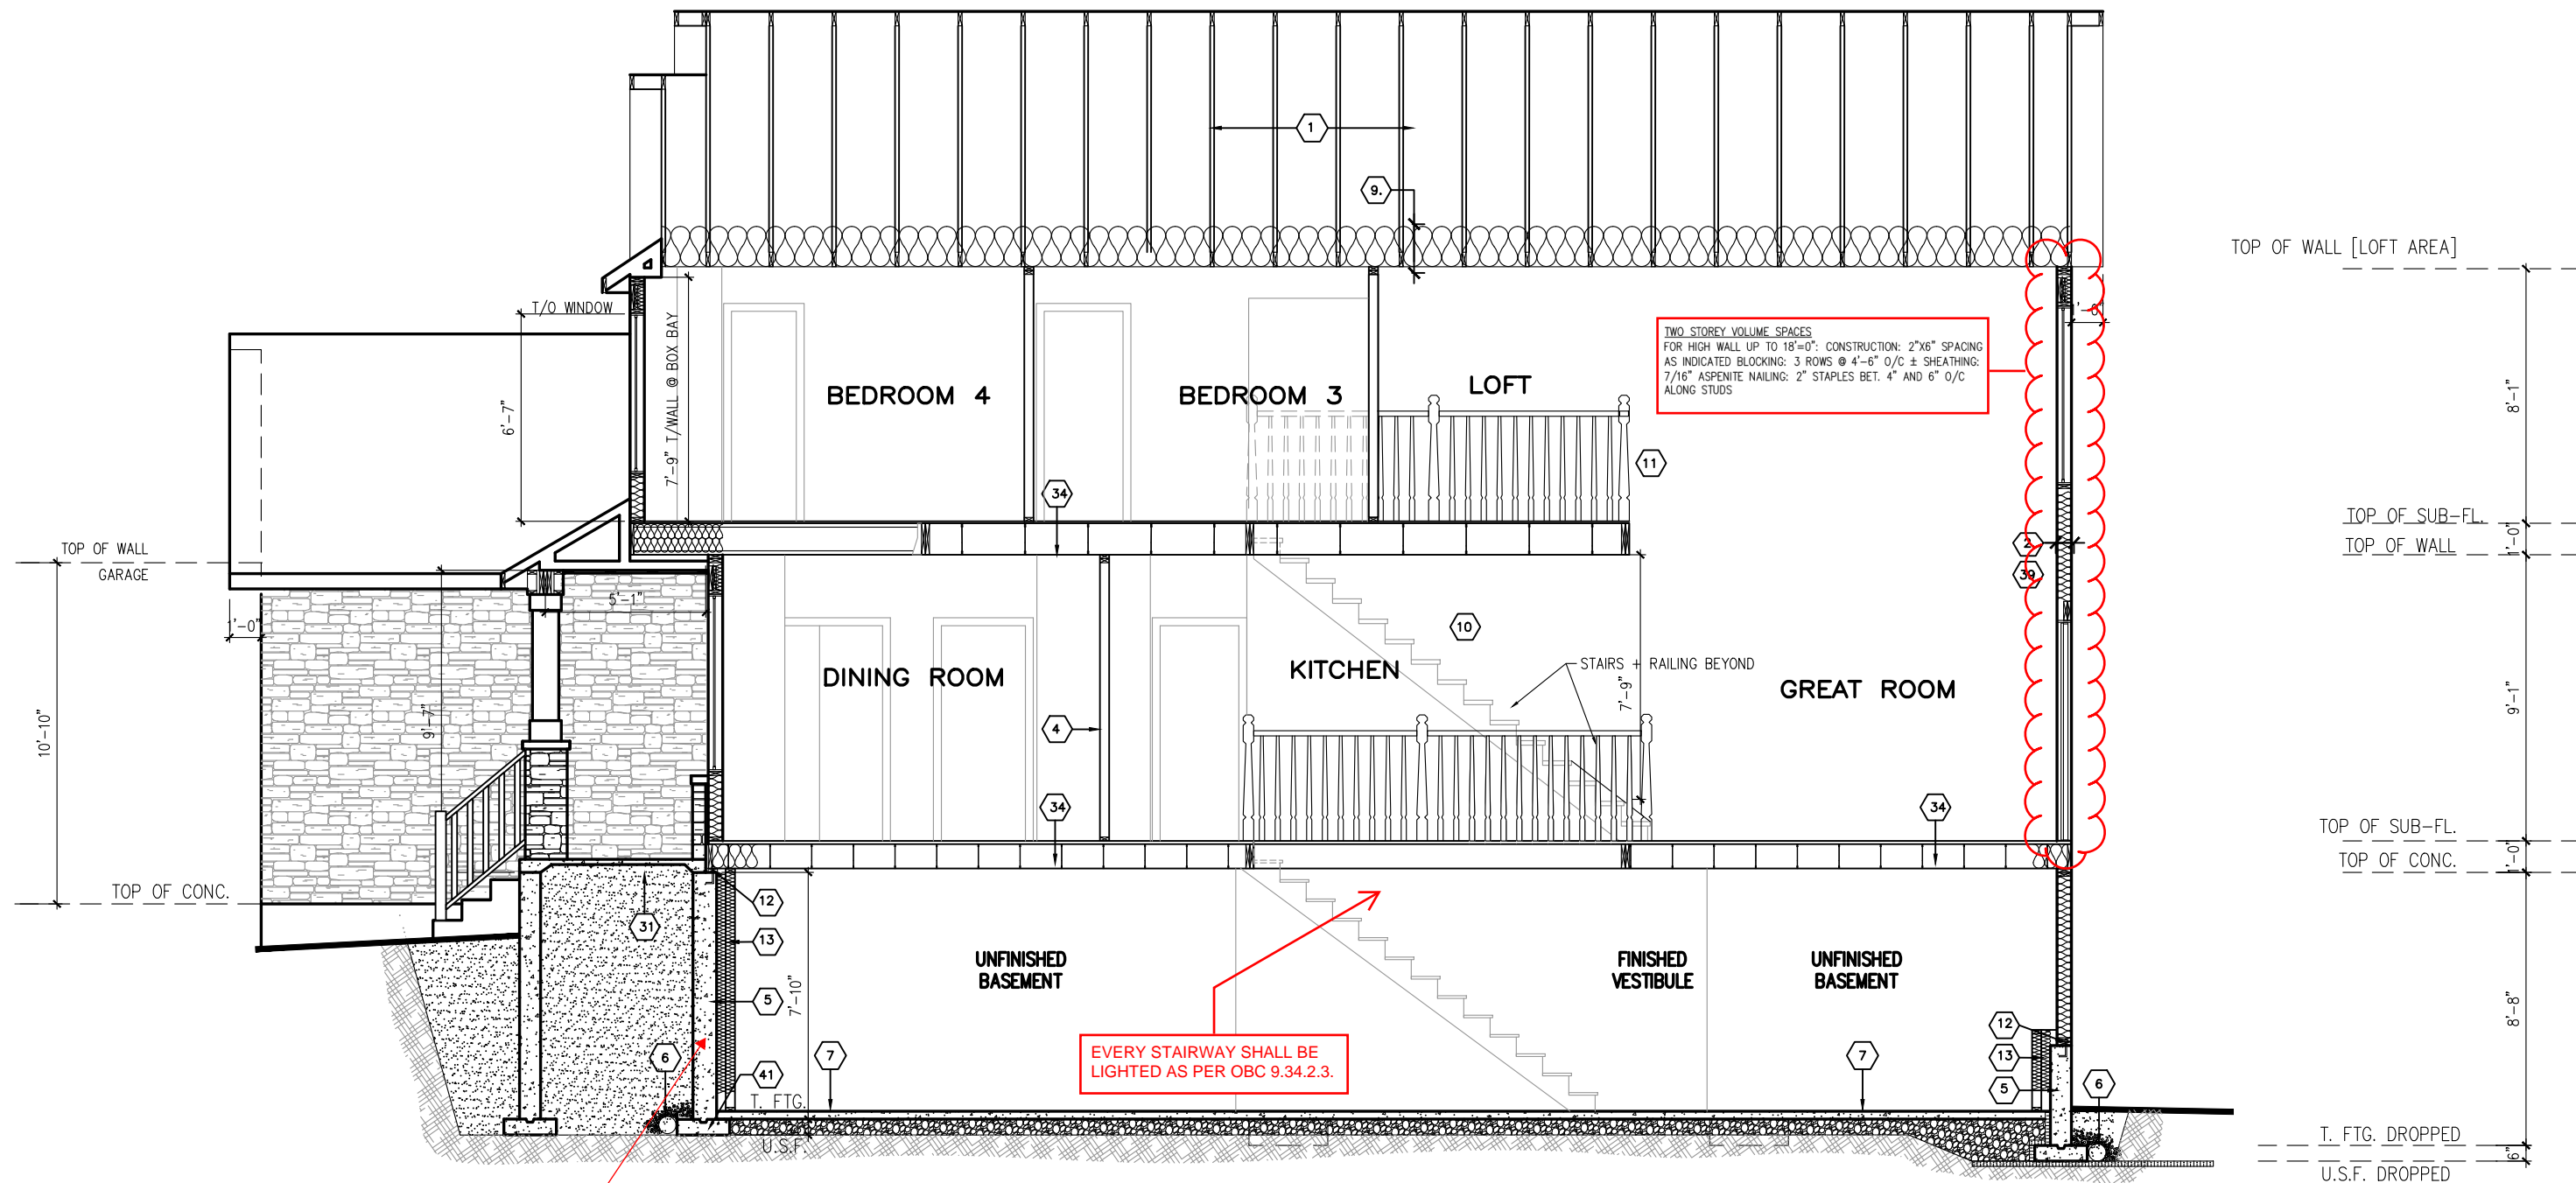 1
9.
TOP OF WALL [LOFT AREA]
T/O WINDOW
1'-0"
TWO STOREY VOLUME SPACES
FOR HIGH WALL UP TO 18'=0": CONSTRUCTION: 2"X6" SPACING
AS INDICATED BLOCKING: 3 ROWS @ 4'-6" O/C ± SHEATHING:
7/16" ASPENITE NAILING: 2" STAPLES BET. 4" AND 6" O/C
ALONG STUDS
BEDROOM 4
BEDROOM 3
LOFT
6'-7"
7'-9" T/WALL @ BOX BAY
8'-1"
11
34
TOP OF SUB-FL.
TOP OF WALL
1'-0"
2
39
TOP OF WALL
GARAGE
5'-1"
1'-0"
10
STAIRS + RAILING BEYOND
DINING ROOM
KITCHEN
GREAT ROOM
7'-9"
9'-1"
9'-7"
10'-10"
4
34
34
TOP OF SUB-FL.
TOP OF CONC.
1'-0"
TOP OF CONC.
12
31
13
UNFINISHED
BASEMENT
FINISHED
VESTIBULE
UNFINISHED
BASEMENT
5
7'-10"
8'-8"
EVERY STAIRWAY SHALL BE
LIGHTED AS PER OBC 9.34.2.3.
6
7
7
12
13
5
6
41
T. FTG.
U.S.F.
T. FTG. DROPPED
6"
U.S.F. DROPPED